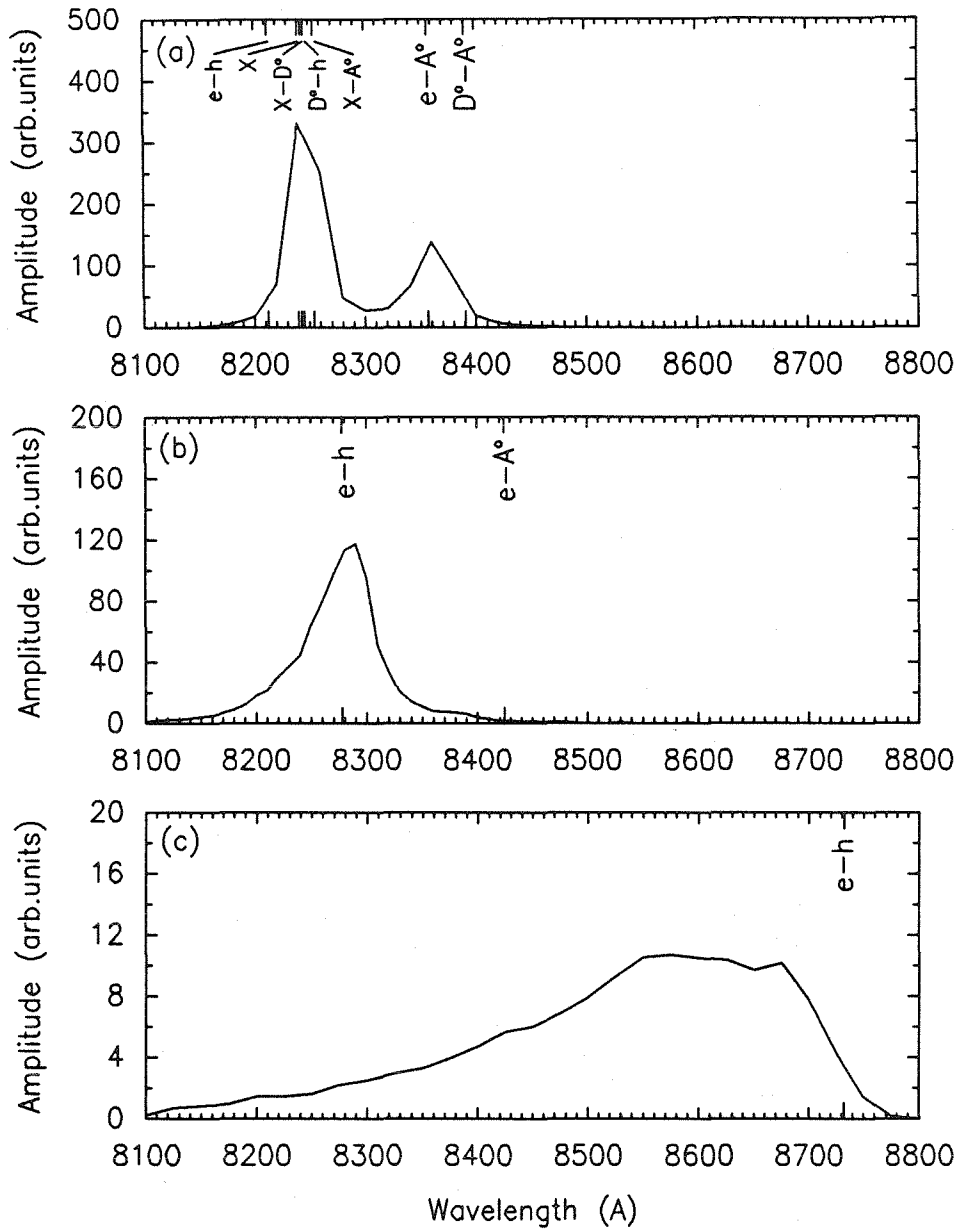 500
400
300
200
100
0
Amplitude (arb.units)
(a)
e-h
X
X-D°
D°-h
X-A°
e-A°
D°-A°
8100 8200 8300 8400 8500 8600 8700 8800
200
160
120
80
40
0
Amplitude (arb.units)
(b)
e-h
e-A°
8100 8200 8300 8400 8500 8600 8700 8800
20
16
12
8
4
0
Amplitude (arb.units)
(c)
e-h
8100 8200 8300 8400 8500 8600 8700 8800
Wavelength (A)